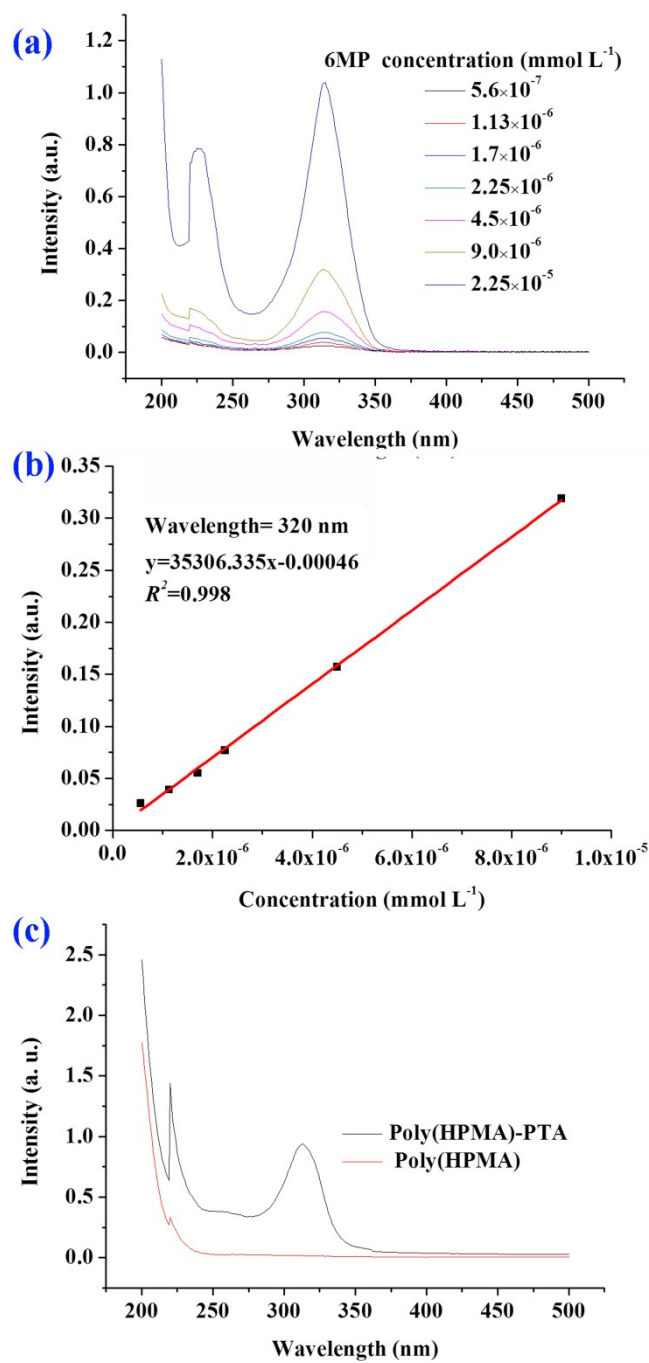 (a)
6MP concentration (mmol L⁻¹)
5.6×10⁻⁷
1.13×10⁻⁶
1.7×10⁻⁶
2.25×10⁻⁶
4.5×10⁻⁶
9.0×10⁻⁶
2.25×10⁻⁵
1.2
1.0
0.8
0.6
0.4
0.2
0.0
Intensity (a.u.)
200 250 300 350 400 450 500
Wavelength (nm)
(b)
0.35
0.30
0.25
0.20
0.15
0.10
0.05
0.00
Intensity (a.u.)
Wavelength= 320 nm
y=35306.335x-0.00046
R²=0.998
0.0 2.0x10⁻⁶ 4.0x10⁻⁶ 6.0x10⁻⁶ 8.0x10⁻⁶ 1.0x10⁻⁵
Concentration (mmol L⁻¹)
(c)
2.5
2.0
1.5
1.0
0.5
0.0
Intensity (a. u.)
Poly(HPMA)-PTA
Poly(HPMA)
200 250 300 350 400 450 500
Wavelength (nm)